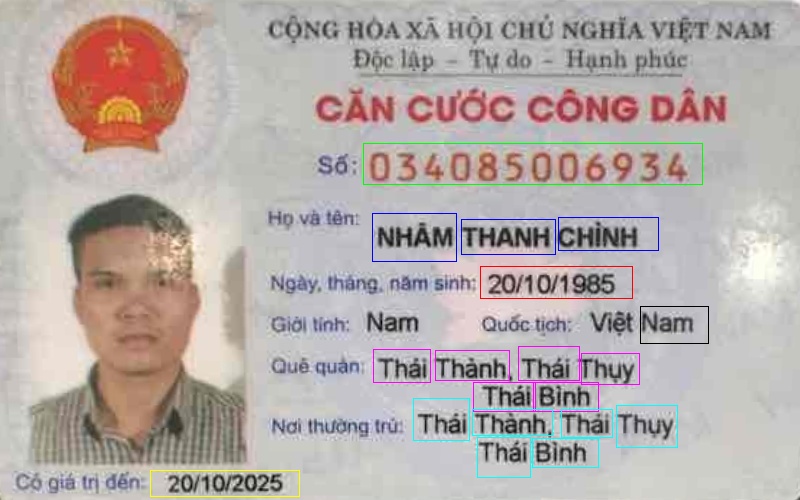 CỘNG HÒA XÃ HỘI CHỦ NGHĨA VIỆT NAM
Độc lập – Tự do – Hạnh phúc
CĂN CƯỚC CÔNG DÂN
Số: 034085006934
Họ và tên: NHÂM THANH CHỈNH
Ngày, tháng, năm sinh: 20/10/1985
Giới tính: Nam Quốc tịch: Việt Nam
Quê quán: Thái Thành, Thái Thụy
Thái Bình
Nơi thường trú: Thái Thành, Thái Thụy
Thái Bình
Có giá trị đến: 20/10/2025